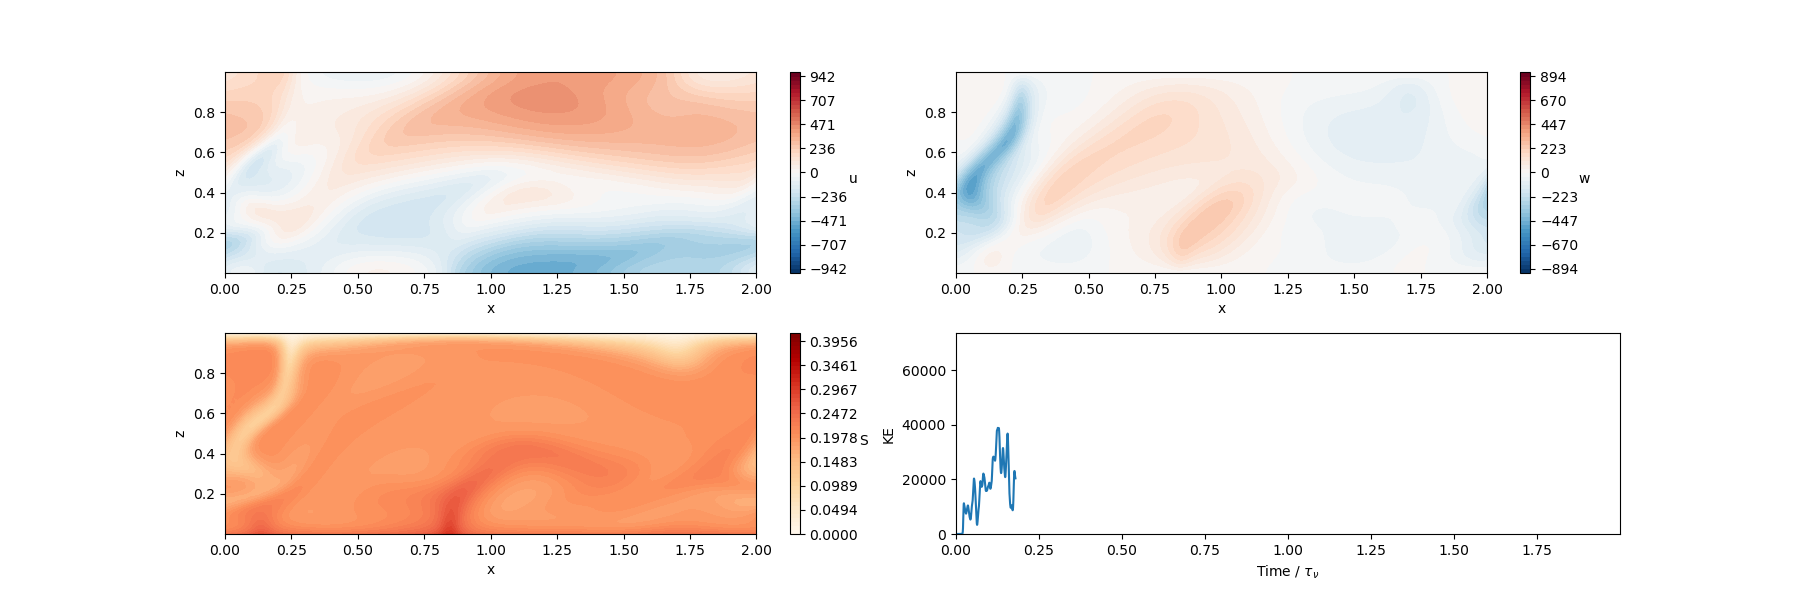 0.8
0.6
0.4
0.2
z
0.00 0.25 0.50 0.75 1.00 1.25 1.50 1.75 2.00
x
942
707
471
236
0
−236
−471
−707
−942
u
0.8
0.6
0.4
0.2
z
0.00 0.25 0.50 0.75 1.00 1.25 1.50 1.75 2.00
x
894
670
447
223
0
−223
−447
−670
−894
w
0.8
0.6
0.4
0.2
z
0.00 0.25 0.50 0.75 1.00 1.25 1.50 1.75 2.00
x
0.3956
0.3461
0.2967
0.2472
0.1978
0.1483
0.0989
0.0494
0.0000
S
60000
40000
20000
0
KE
0.00 0.25 0.50 0.75 1.00 1.25 1.50 1.75
Time / τν